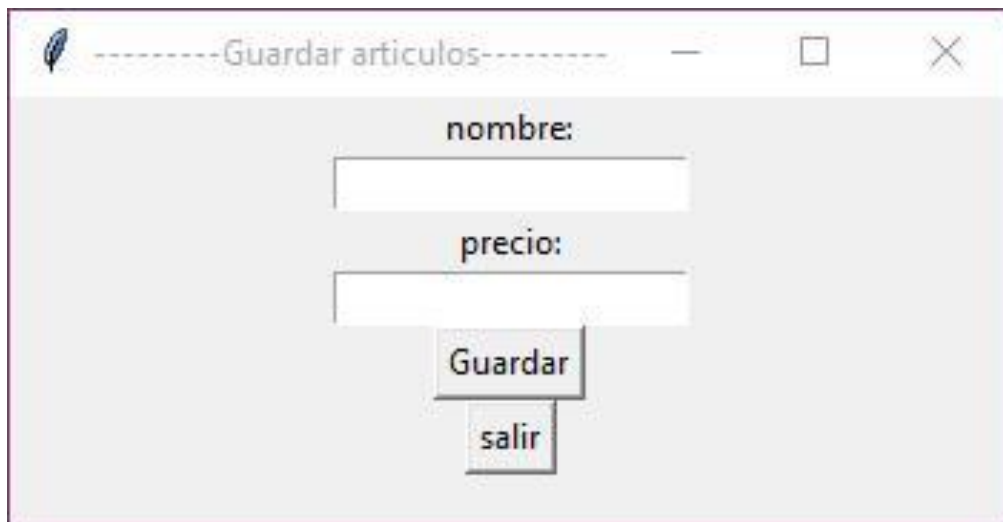 ---------Guardar articulos---------
nombre:
precio:
Guardar
salir